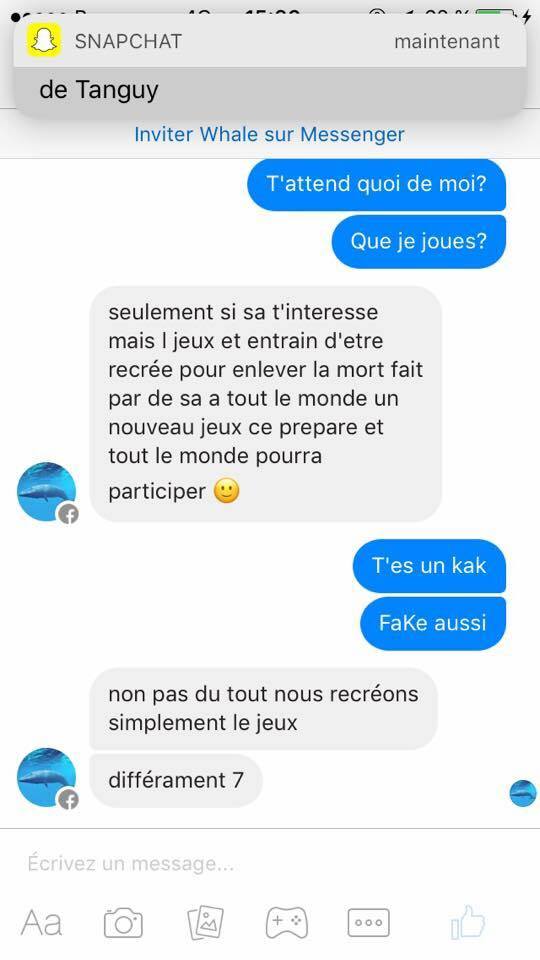 SNAPCHAT
maintenant
de Tanguy
Inviter Whale sur Messenger
T'attend quoi de moi?
Que je joues?
seulement si sa t'interesse
mais l jeux et entrain d'etre
recrée pour enlever la mort fait
par de sa a tout le monde un
nouveau jeux ce prepare et
tout le monde pourra
participer 🙂
T'es un kak
FaKe aussi
non pas du tout nous recréons
simplement le jeux
différament 7
Écrivez un message...
Aa